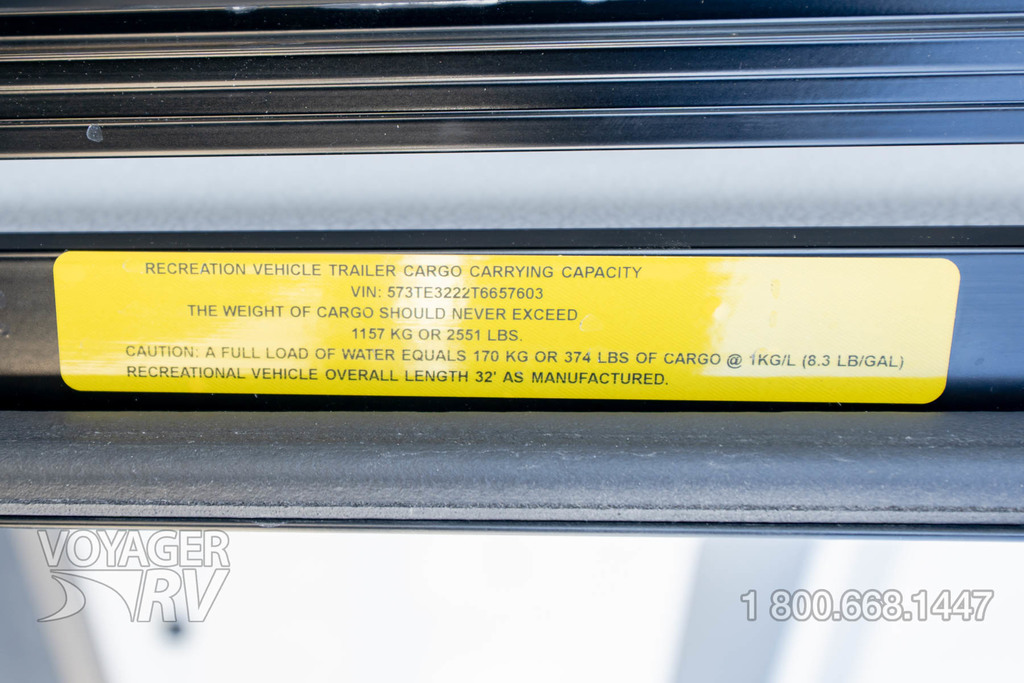 RECREATION VEHICLE TRAILER CARGO CARRYING CAPACITY
VIN: 573TE3222T6657603
THE WEIGHT OF CARGO SHOULD NEVER EXCEED
1157 KG OR 2551 LBS.
CAUTION: A FULL LOAD OF WATER EQUALS 170 KG OR 374 LBS OF CARGO @ 1KG/L (8.3 LB/GAL)
RECREATIONAL VEHICLE OVERALL LENGTH 32' AS MANUFACTURED.
VOYAGER
RV
1 800.668.1447